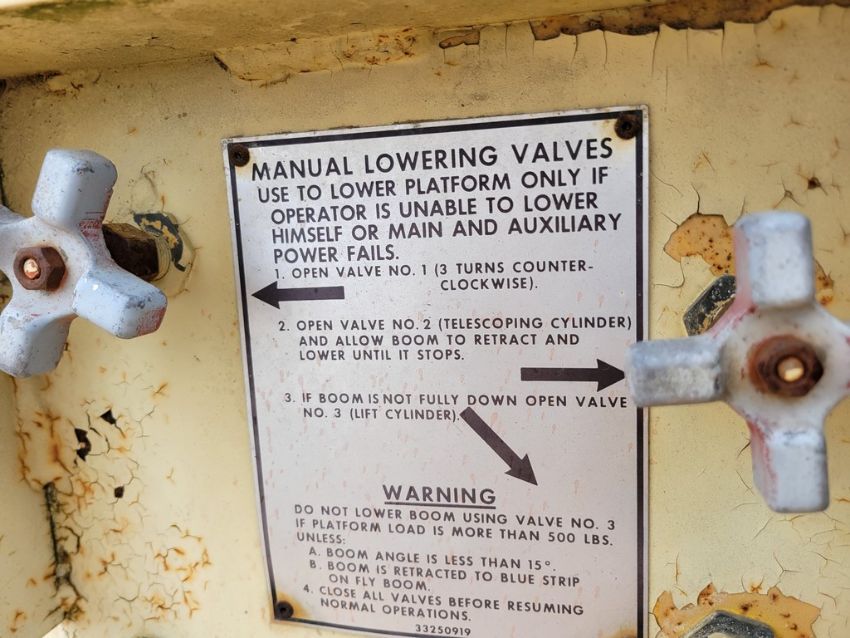 MANUAL LOWERING VALVES
USE TO LOWER PLATFORM ONLY IF
OPERATOR IS UNABLE TO LOWER
HIMSELF OR MAIN AND AUXILIARY
POWER FAILS.
1. OPEN VALVE NO. 1 (3 TURNS COUNTER-
CLOCKWISE).
2. OPEN VALVE NO. 2 (TELESCOPING CYLINDER)
AND ALLOW BOOM TO RETRACT AND
LOWER UNTIL IT STOPS.
3. IF BOOM IS NOT FULLY DOWN OPEN VALVE
NO. 3 (LIFT CYLINDER).
WARNING
DO NOT LOWER BOOM USING VALVE NO. 3
IF PLATFORM LOAD IS MORE THAN 500 LBS.
UNLESS:
A. BOOM ANGLE IS LESS THAN 15°.
B. BOOM IS RETRACTED TO BLUE STRIP
ON FLY BOOM.
4. CLOSE ALL VALVES BEFORE RESUMING
NORMAL OPERATIONS.
33250919